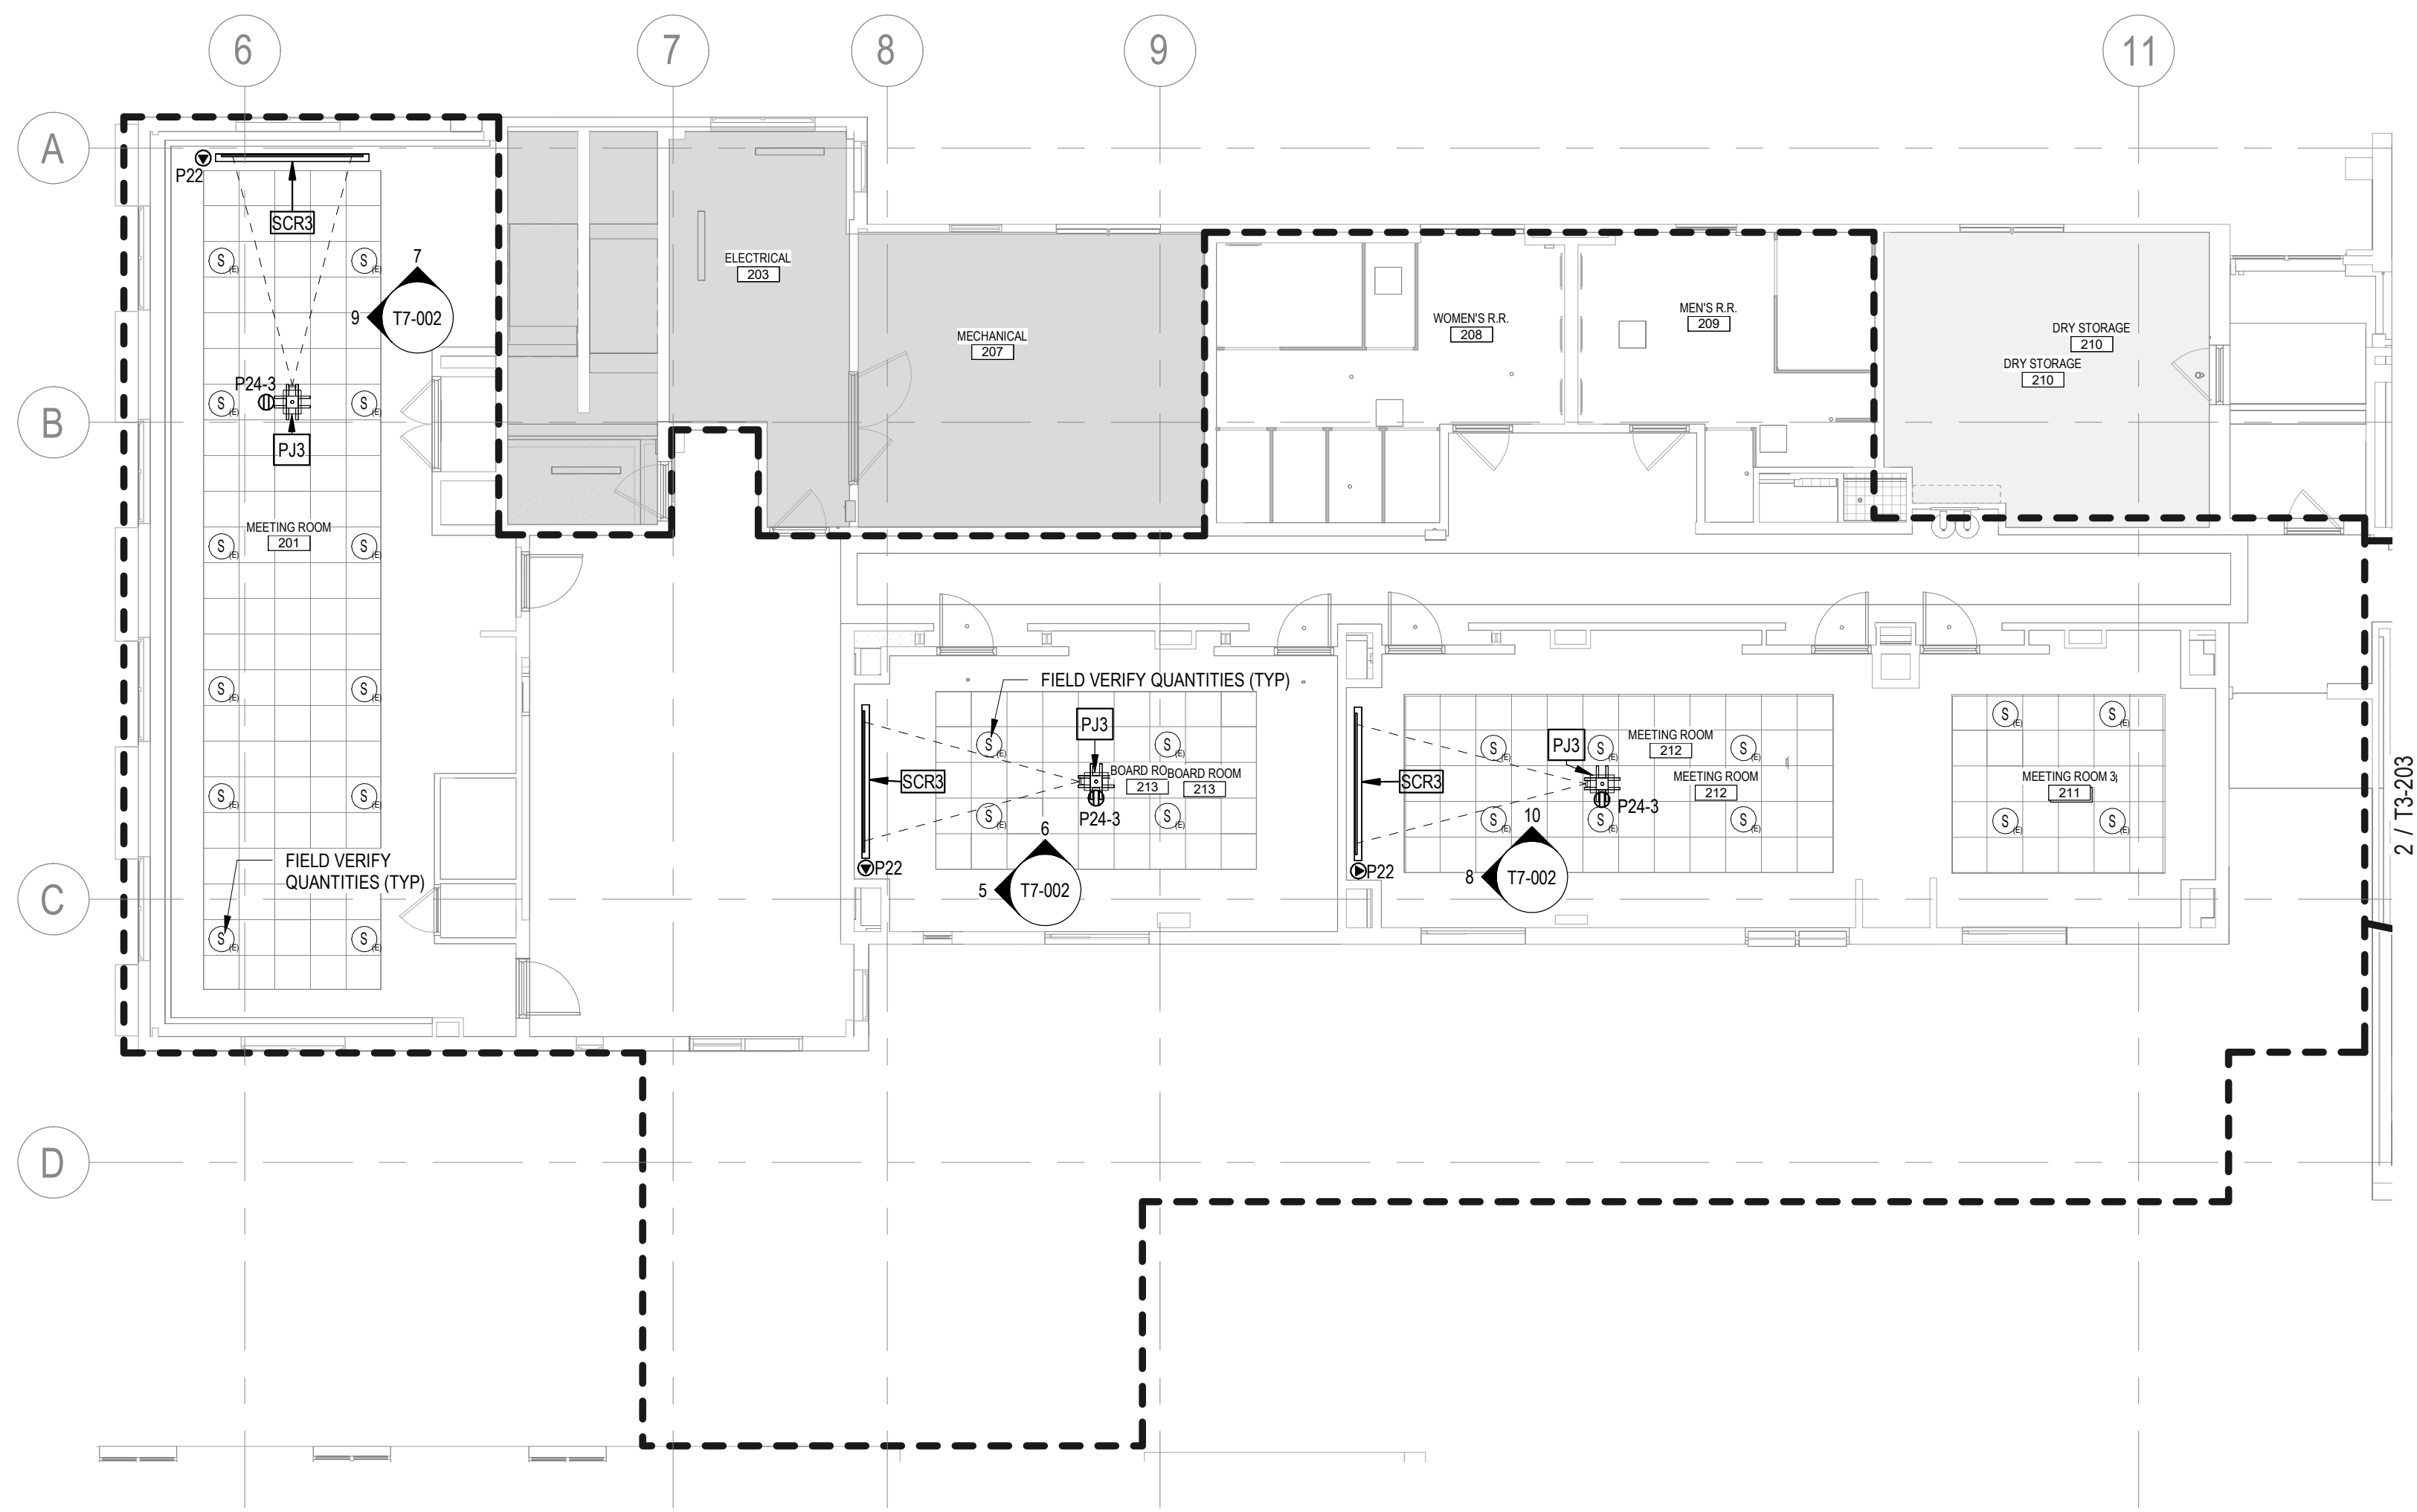 6
7
8
9
11
A
P22
SCR3
S
(E)
S
(E)
7
9
T7-002
ELECTRICAL
203
MECHANICAL
207
WOMEN'S R.R.
208
MEN'S R.R.
209
DRY STORAGE
210
DRY STORAGE
210
B
P24-3
S
(E)
S
(E)
PJ3
MEETING ROOM
201
S
(E)
S
(E)
S
(E)
S
(E)
S
(E)
S
(E)
FIELD VERIFY
QUANTITIES (TYP)
S
(E)
S
(E)
FIELD VERIFY QUANTITIES (TYP)
PJ3
S
(E)
S
(E)
SCR3
BOARD RO
213
BOARD ROOM
213
S
(E)
S
(E)
P24-3
P22
6
5
T7-002
PJ3
S
(E)
S
(E)
S
(E)
MEETING ROOM
212
MEETING ROOM
212
SCR3
S
(E)
S
(E)
S
(E)
P24-3
P22
10
8
T7-002
S
(E)
S
(E)
MEETING ROOM 3
211
S
(E)
S
(E)
2 / T3-203
C
D